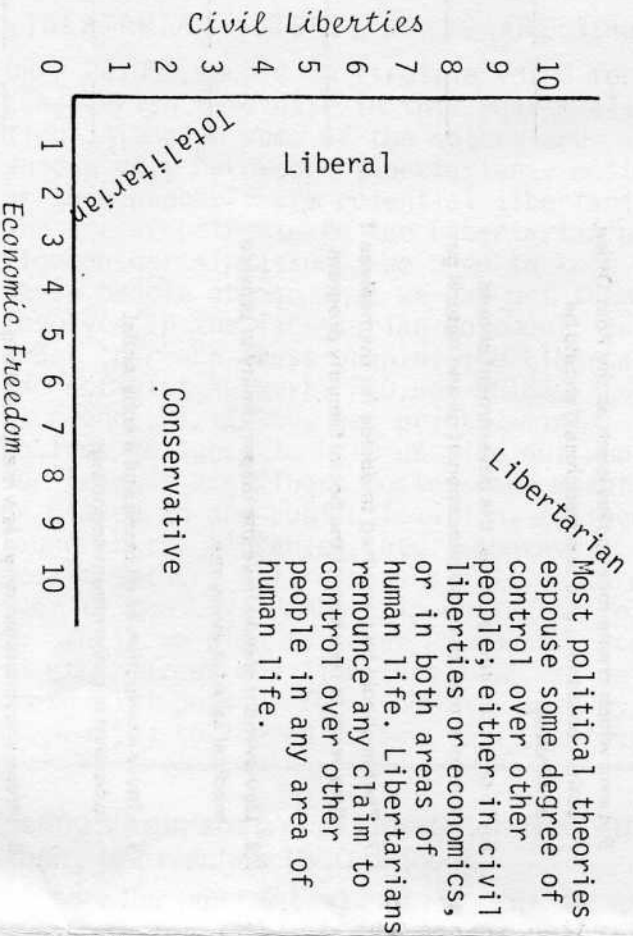 Civil Liberties
10
9
8
7
6
5
4
3
2
1
0
Libertarian
Most political theories
espouse some degree of
control over other
people; either in civil
liberties or economics,
or in both areas of
human life. Libertarians
renounce any claim to
control over other
people in any area of
human life.
Liberal
Totalitarian
Conservative
1 2 3 4 5 6 7 8 9 10
Economic Freedom